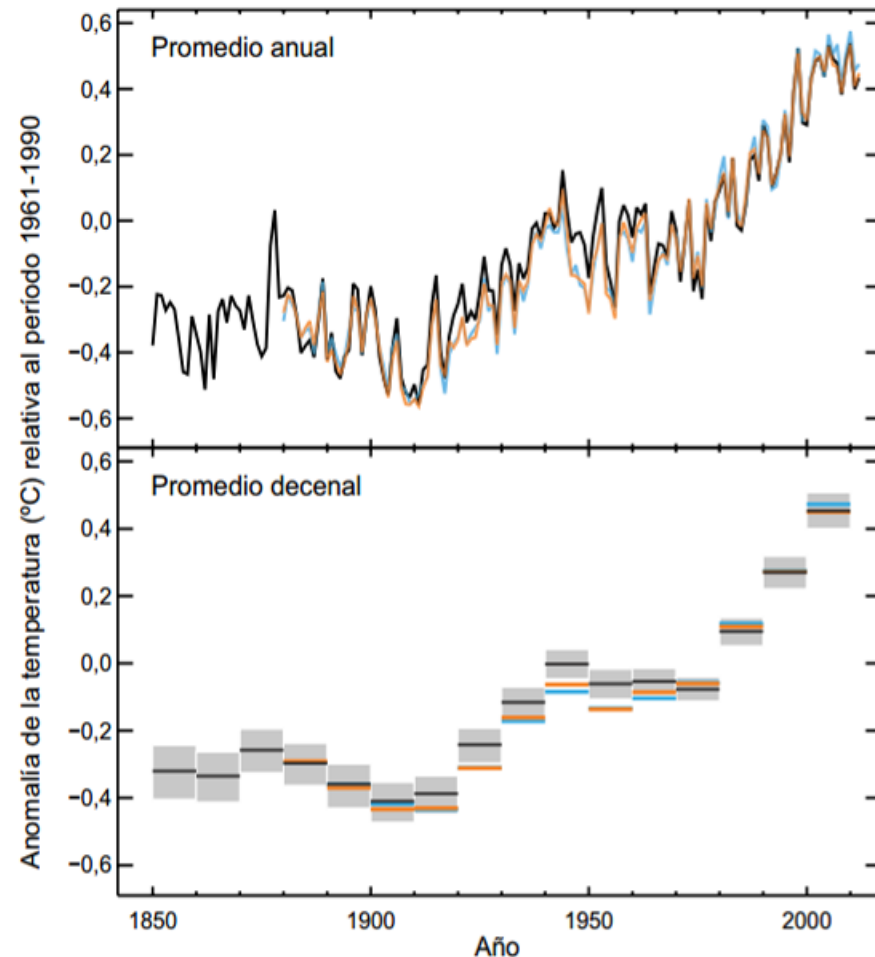 Anomalía de la temperatura (ºC) relativa al período 1961-1990
Promedio anual
0,6
0,4
0,2
0,0
−0,2
−0,4
−0,6
Promedio decenal
0,6
0,4
0,2
0,0
−0,2
−0,4
−0,6
1850 1900 1950 2000
Año